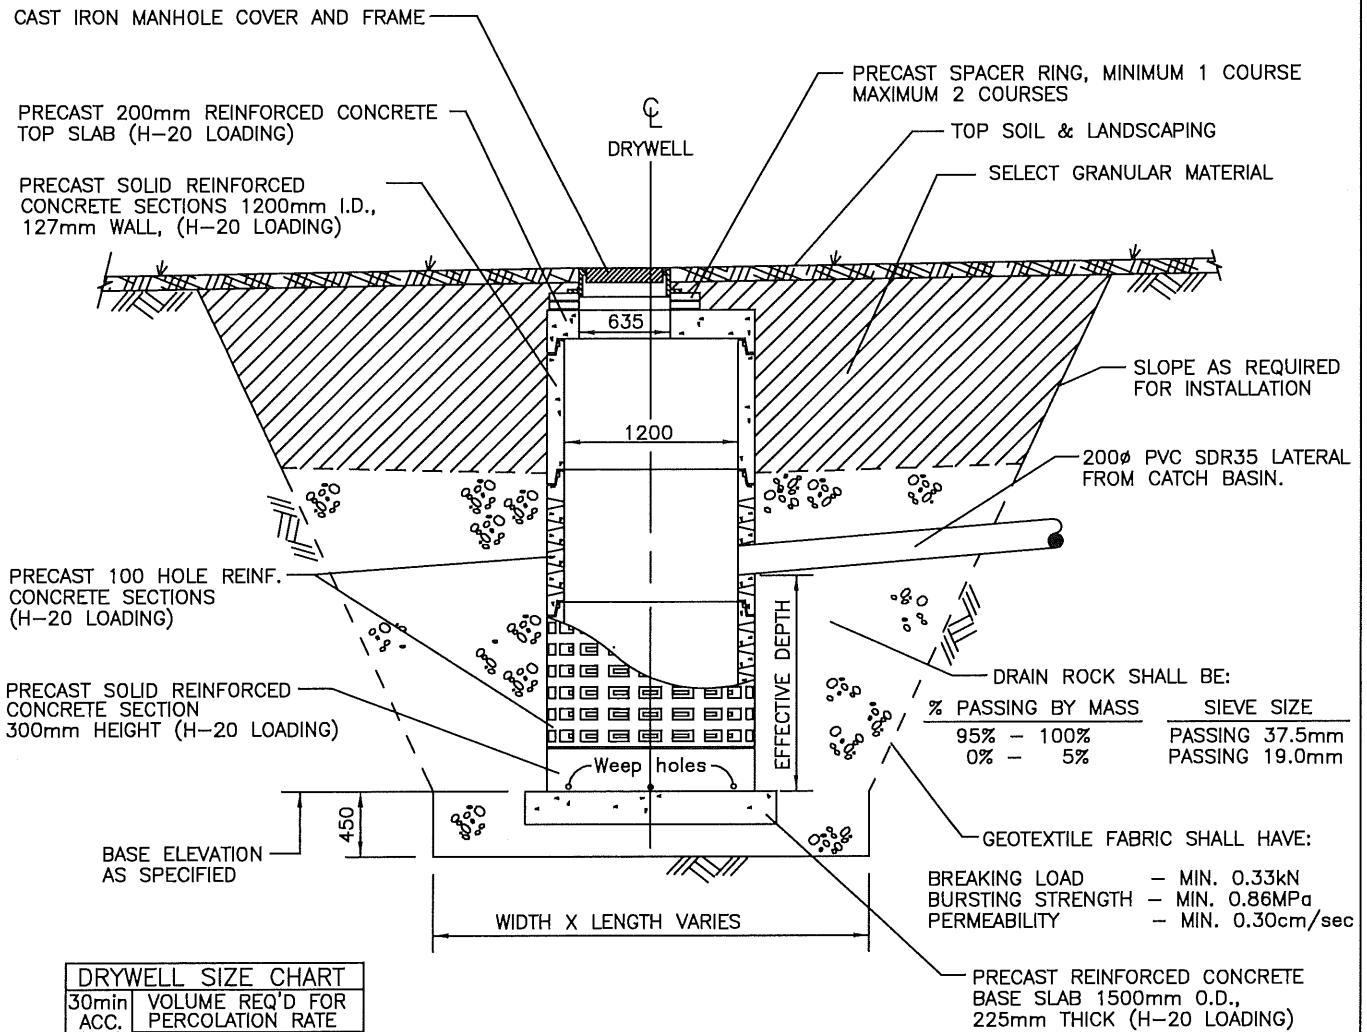 CAST IRON MANHOLE COVER AND FRAME
PRECAST SPACER RING, MINIMUM 1 COURSE
MAXIMUM 2 COURSES
PRECAST 200mm REINFORCED CONCRETE
TOP SLAB (H-20 LOADING)
℄
DRYWELL
TOP SOIL & LANDSCAPING
SELECT GRANULAR MATERIAL
PRECAST SOLID REINFORCED
CONCRETE SECTIONS 1200mm I.D.,
127mm WALL, (H-20 LOADING)
635
SLOPE AS REQUIRED
FOR INSTALLATION
1200
200ø PVC SDR35 LATERAL
FROM CATCH BASIN.
PRECAST 100 HOLE REINF.
CONCRETE SECTIONS
(H-20 LOADING)
EFFECTIVE DEPTH
PRECAST SOLID REINFORCED
CONCRETE SECTION
300mm HEIGHT (H-20 LOADING)
DRAIN ROCK SHALL BE:
% PASSING BY MASS SIEVE SIZE
95% - 100% PASSING 37.5mm
0% - 5% PASSING 19.0mm
Weep holes
450
BASE ELEVATION
AS SPECIFIED
GEOTEXTILE FABRIC SHALL HAVE:
BREAKING LOAD - MIN. 0.33kN
BURSTING STRENGTH - MIN. 0.86MPa
PERMEABILITY - MIN. 0.30cm/sec
WIDTH X LENGTH VARIES
PRECAST REINFORCED CONCRETE
BASE SLAB 1500mm O.D.,
225mm THICK (H-20 LOADING)
DRYWELL SIZE CHART
30min VOLUME REQ'D FOR
ACC. PERCOLATION RATE